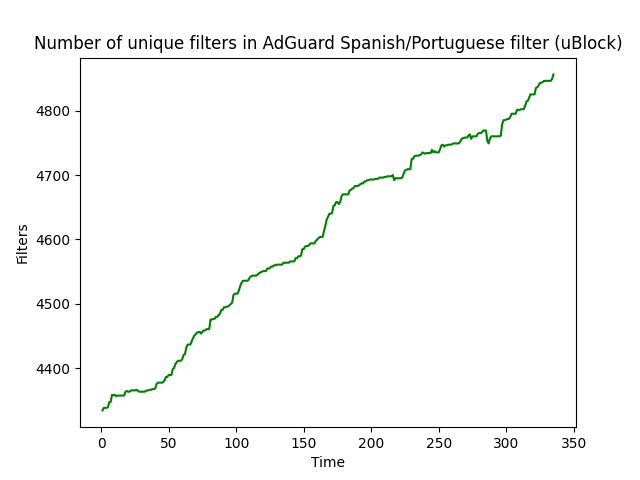 Number of unique filters in AdGuard Spanish/Portuguese filter (uBlock)
4800
4700
4600
4500
4400
Filters
0 50 100 150 200 250 300 350
Time